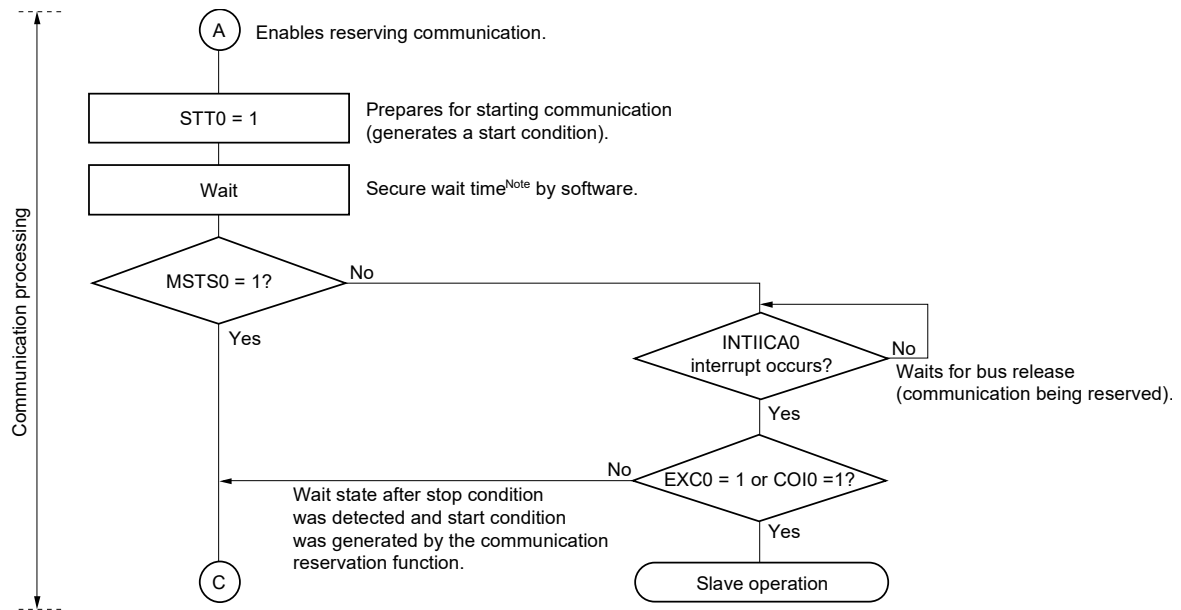 A
Enables reserving communication.
STT0 = 1
Prepares for starting communication
(generates a start condition).
Wait
Secure wait timeNote by software.
MSTS0 = 1?
No
Yes
INTIICA0
interrupt occurs?
No
Waits for bus release
(communication being reserved).
Yes
EXC0 = 1 or COI0 =1?
No
Wait state after stop condition
was detected and start condition
was generated by the communication
reservation function.
Yes
C
Slave operation
Communication processing